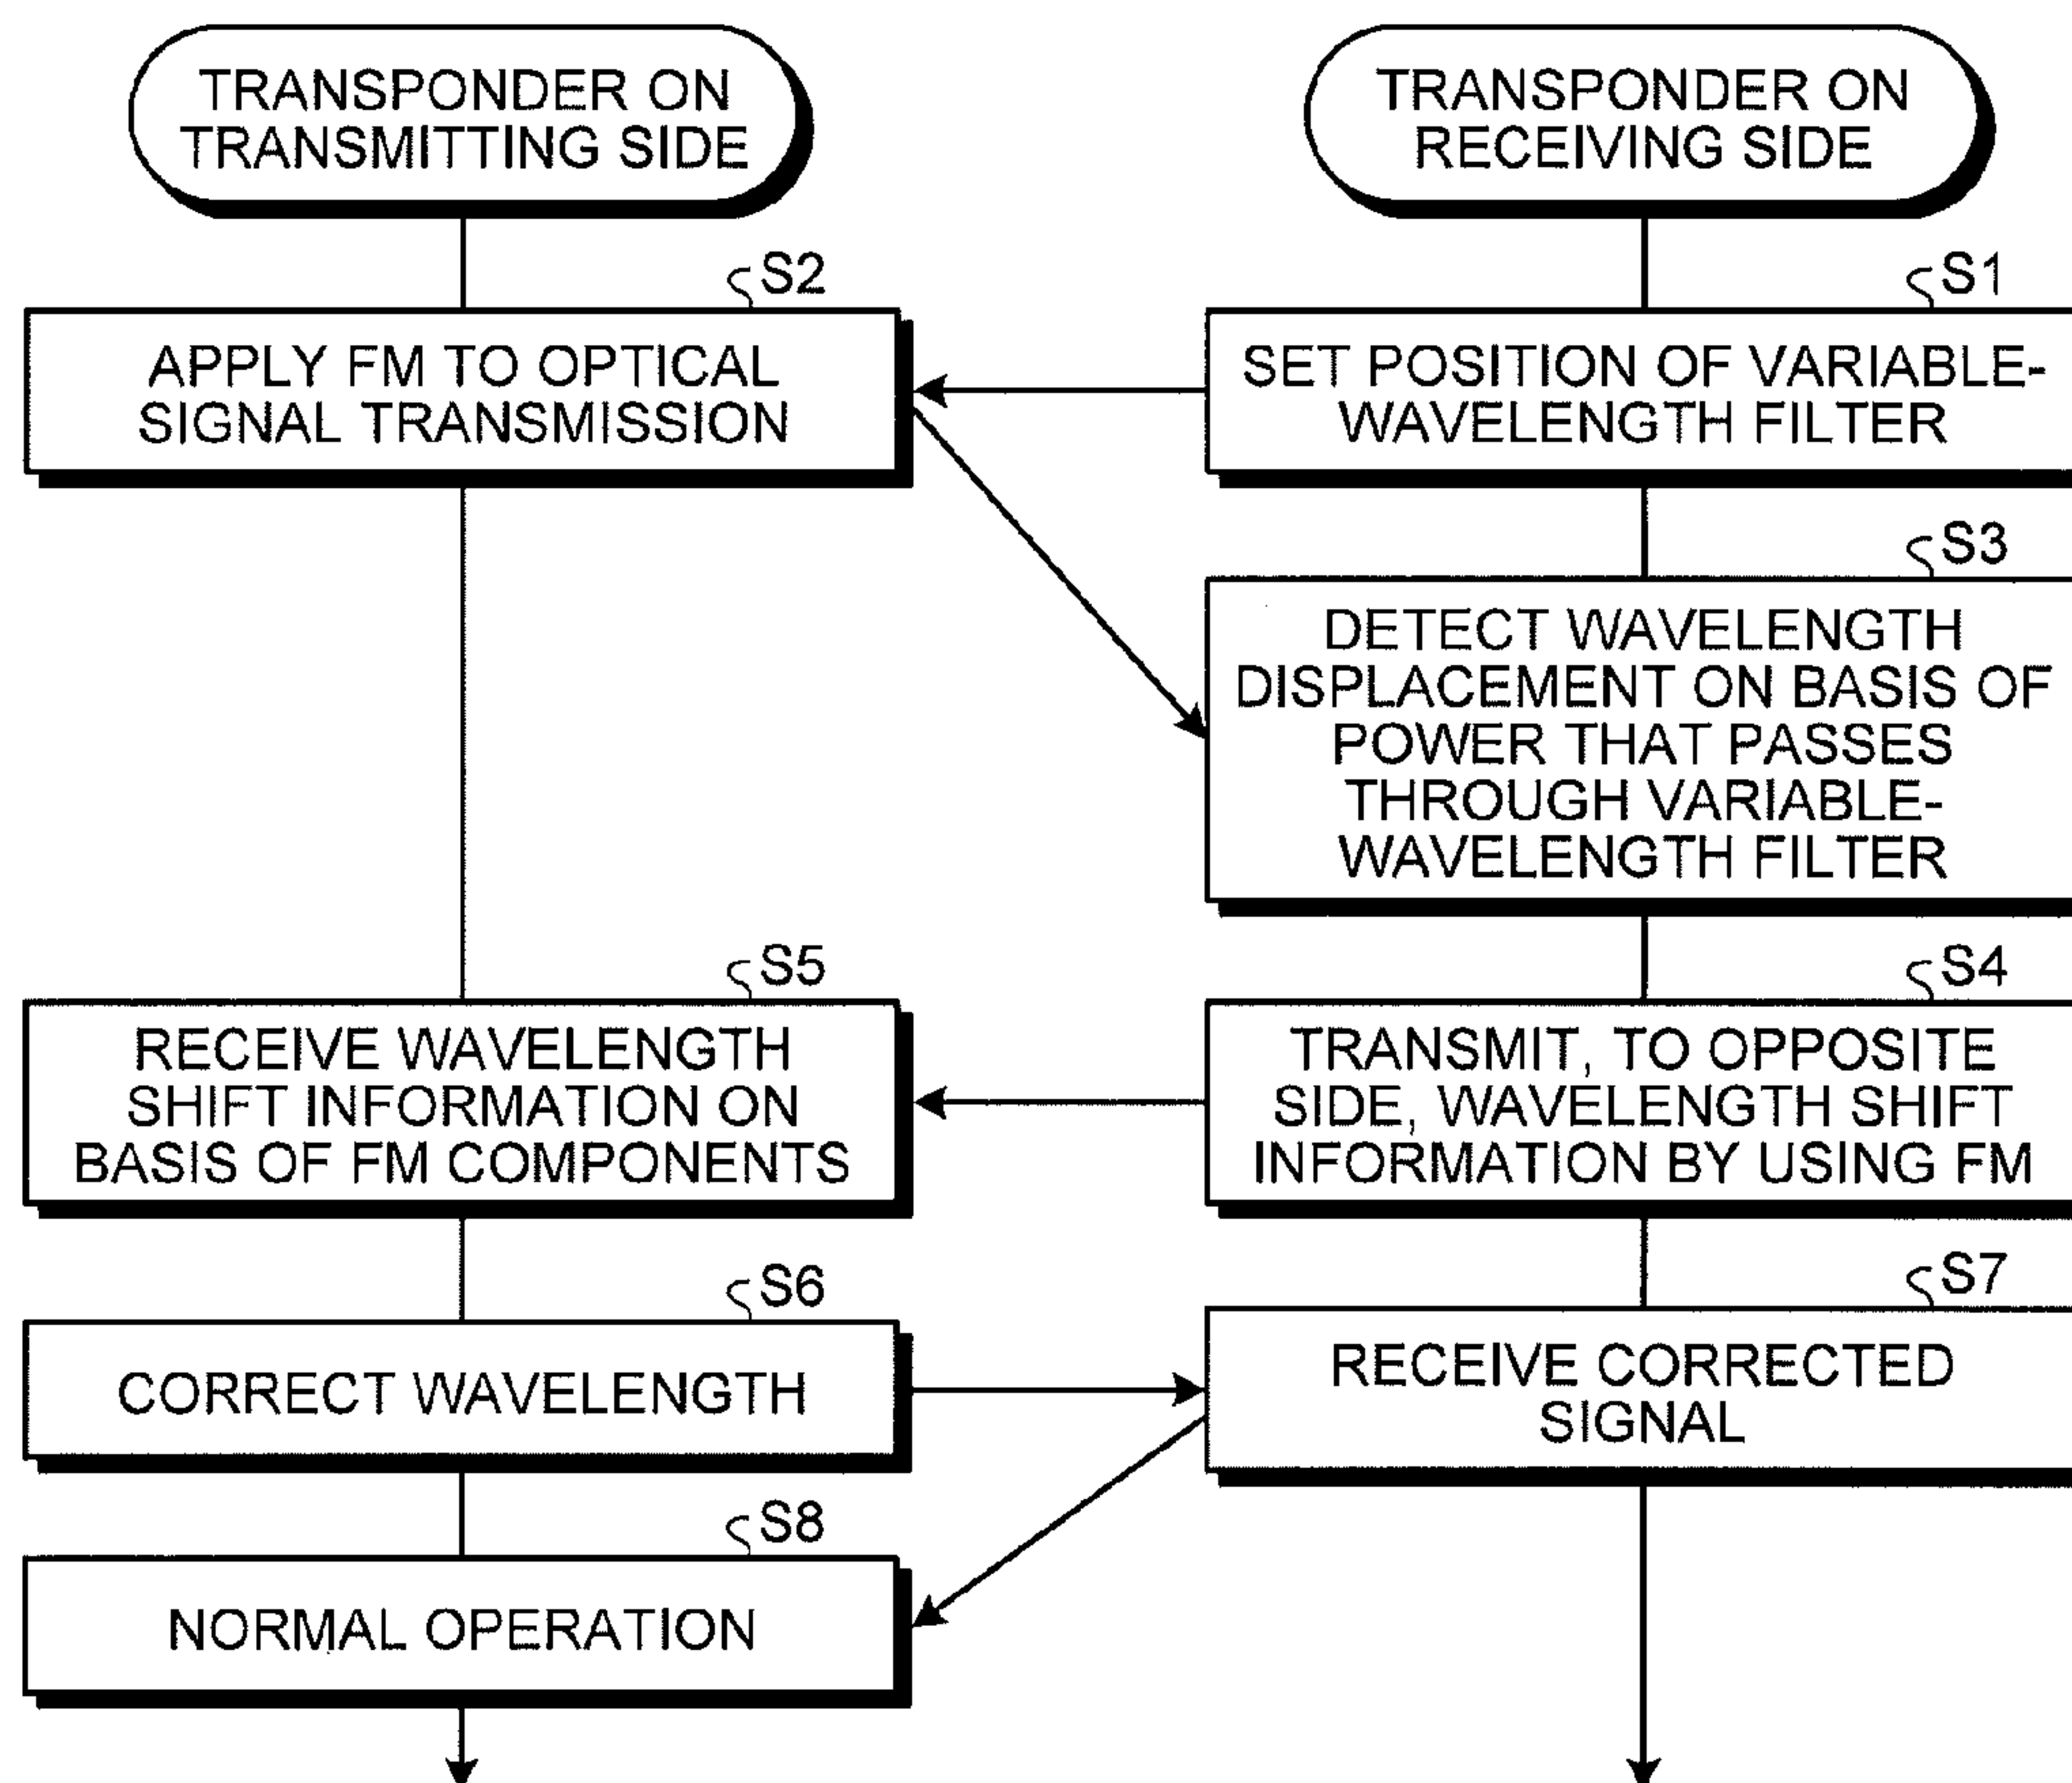 TRANSPONDER ON
TRANSMITTING SIDE
TRANSPONDER ON
RECEIVING SIDE
S1
SET POSITION OF VARIABLE-
WAVELENGTH FILTER
S2
APPLY FM TO OPTICAL
SIGNAL TRANSMISSION
S3
DETECT WAVELENGTH
DISPLACEMENT ON BASIS OF
POWER THAT PASSES
THROUGH VARIABLE-
WAVELENGTH FILTER
S4
TRANSMIT, TO OPPOSITE
SIDE, WAVELENGTH SHIFT
INFORMATION BY USING FM
S5
RECEIVE WAVELENGTH
SHIFT INFORMATION ON
BASIS OF FM COMPONENTS
S6
CORRECT WAVELENGTH
S7
RECEIVE CORRECTED
SIGNAL
S8
NORMAL OPERATION